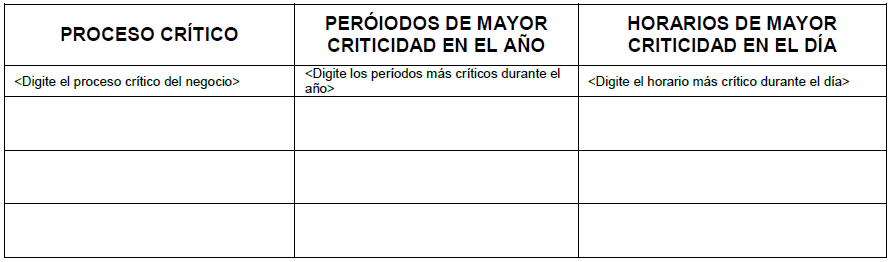 PROCESO CRÍTICO
PERÓIODOS DE MAYOR
CRITICIDAD EN EL AÑO
HORARIOS DE MAYOR
CRITICIDAD EN EL DÍA
<Digite el proceso crítico del negocio>
<Digite los períodos más críticos durante el
año>
<Digite el horario más crítico durante el día>